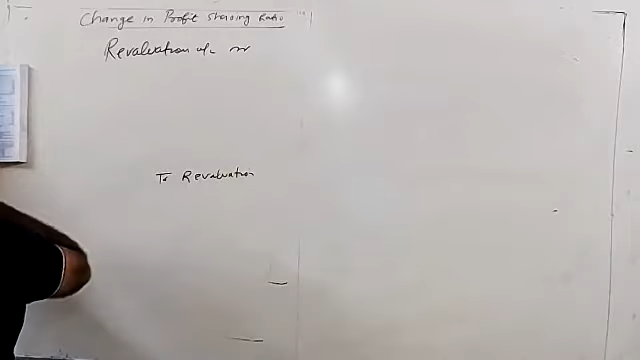 Change in Profit Sharing Ratio
Revaluation a/c
To Revaluation